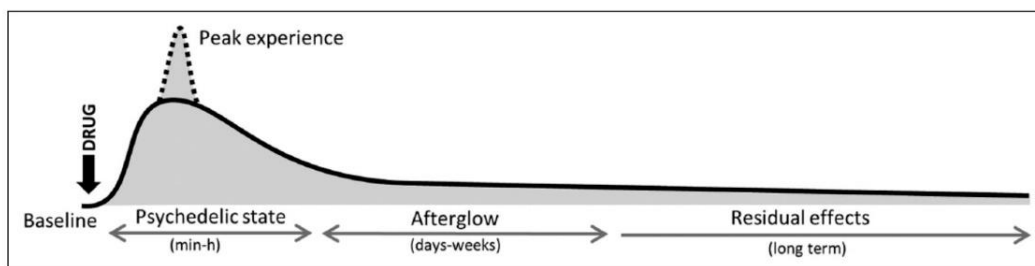 Peak experience
DRUG
Baseline
Psychedelic state
(min-h)
Afterglow
(days-weeks)
Residual effects
(long term)